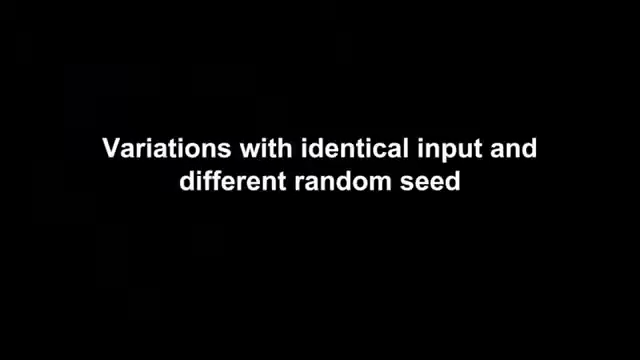 Variations with identical input and
different random seed